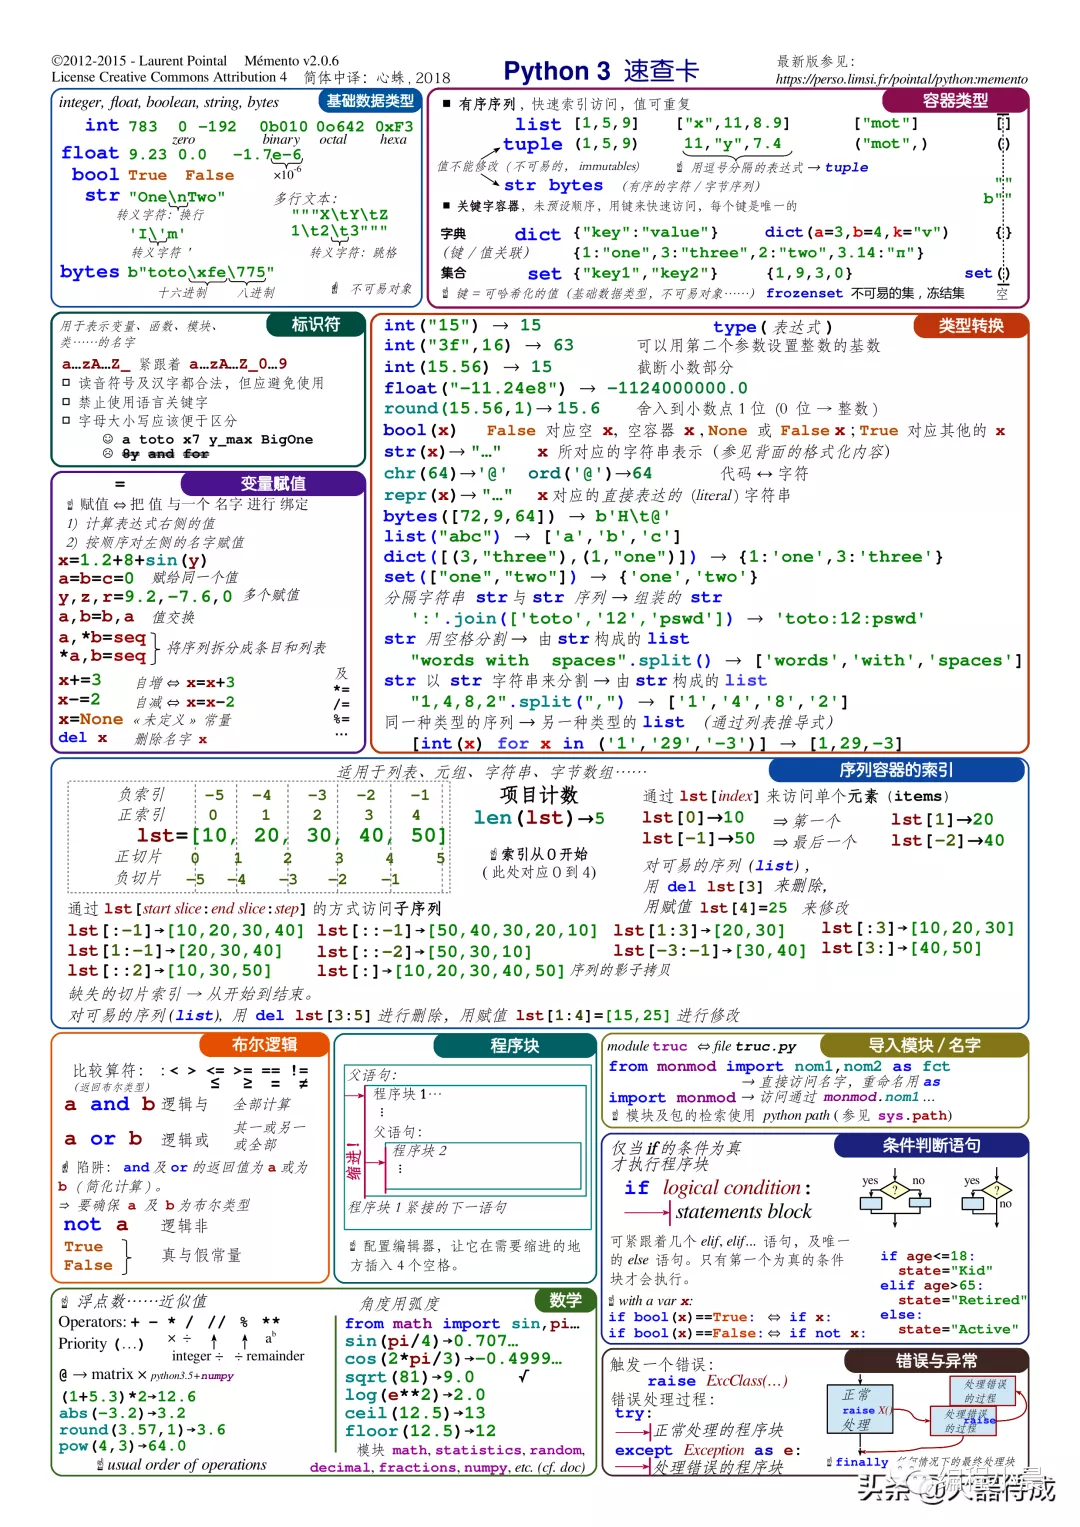 ©2012-2015 - Laurent Pointal Mémento v2.0.6
License Creative Commons Attribution 4 简体中译：心蛛, 2018
Python 3 速查卡
最新版参见：
https://perso.limsi.fr/pointal/python:memento
integer, float, boolean, string, bytes 基础数据类型
int 783 0 -192 0b010 0o642 0xF3
zero binary octal hexa
float 9.23 0.0 -1.7e-6
bool True False ×10-6
str "One\nTwo" 多行文本：
转义字符：换行 """X\tY\tZ
'I\'m' 1\t2\t3"""
转义字符 ' 转义字符：跳格
bytes b"toto\xfe\775"
十六进制 八进制 ☝ 不可易对象
容器类型
■ 有序序列，快速索引访问，值可重复
list [1,5,9] ["x",11,8.9] ["mot"] []
tuple (1,5,9) 11,"y",7.4 ("mot",) ()
值不能修改（不可易的，immutables） ☝ 用逗号分隔的表达式 → tuple
str bytes （有序的字符 / 字节序列） ""
b""
■ 关键字容器，未预设顺序，用键来快速访问，每个键是唯一的
字典 dict {"key":"value"} dict(a=3,b=4,k="v") {}
（键 / 值关联） {1:"one",3:"three",2:"two",3.14:"π"}
集合 set {"key1","key2"} {1,9,3,0} set()
☝ 键 = 可哈希化的值（基础数据类型，不可易对象……） frozenset 不可易的集，冻结集 空
标识符
用于表示变量、函数、模块、
类……的名字
a…zA…Z_ 紧跟着 a…zA…Z_0…9
□ 读音符号及汉字都合法，但应避免使用
□ 禁止使用语言关键字
□ 字母大小写应该便于区分
☺ a toto x7 y_max BigOne
☹ 8y and for
= 变量赋值
☝ 赋值 ⇔ 把 值 与一个 名字 进行 绑定
1) 计算表达式右侧的值
2) 按顺序对左侧的名字赋值
x=1.2+8+sin(y)
a=b=c=0 赋给同一个值
y,z,r=9.2,-7.6,0 多个赋值
a,b=b,a 值交换
a,*b=seq
*a,b=seq 将序列拆分成条目和列表
x+=3 自增 ⇔ x=x+3 及
*=
x-=2 自减 ⇔ x=x-2 /=
x=None « 未定义 » 常量 %=
del x 删除名字 x …
类型转换
int("15") → 15 type( 表达式 )
int("3f",16) → 63 可以用第二个参数设置整数的基数
int(15.56) → 15 截断小数部分
float("-11.24e8") → -1124000000.0
round(15.56,1)→ 15.6 舍入到小数点 1 位 (0 位 → 整数)
bool(x) False 对应空 x, 空容器 x , None 或 False x ; True 对应其他的 x
str(x)→ "…" x 所对应的字符串表示（参见背面的格式化内容）
chr(64)→'@' ord('@')→64 代码 ↔ 字符
repr(x)→ "…" x 对应的直接表达的 (literal) 字符串
bytes([72,9,64]) → b'H\t@'
list("abc") → ['a','b','c']
dict([(3,"three"),(1,"one")]) → {1:'one',3:'three'}
set(["one","two"]) → {'one','two'}
分隔字符串 str 与 str 序列 → 组装的 str
':'.join(['toto','12','pswd']) → 'toto:12:pswd'
str 用空格分割 → 由 str 构成的 list
"words with  spaces".split() → ['words','with','spaces']
str 以 str 字符串来分割 → 由 str 构成的 list
"1,4,8,2".split(",") → ['1','4','8','2']
同一种类型的序列 → 另一种类型的 list （通过列表推导式）
[int(x) for x in ('1','29','-3')] → [1,29,-3]
适用于列表、元组、字符串、字节数组…… 序列容器的索引
负索引 -5 -4 -3 -2 -1
正索引 0 1 2 3 4
lst=[10, 20, 30, 40, 50]
正切片 0 1 2 3 4 5
负切片 -5 -4 -3 -2 -1
项目计数
len(lst)→5
☝索引从 0 开始
( 此处对应 0 到 4)
通过 lst[index] 来访问单个元素 (items)
lst[0]→10 ⇒ 第一个 lst[1]→20
lst[-1]→50 ⇒ 最后一个 lst[-2]→40
对可易的序列 (list)，
用 del lst[3] 来删除，
用赋值 lst[4]=25 来修改
通过 lst[start slice:end slice:step] 的方式访问子序列
lst[:-1]→[10,20,30,40] lst[::-1]→[50,40,30,20,10] lst[1:3]→[20,30] lst[:3]→[10,20,30]
lst[1:-1]→[20,30,40] lst[::-2]→[50,30,10] lst[-3:-1]→[30,40] lst[3:]→[40,50]
lst[::2]→[10,30,50] lst[:]→[10,20,30,40,50] 序列的影子拷贝
缺失的切片索引 → 从开始到结束。
对可易的序列 (list), 用 del lst[3:5] 进行删除，用赋值 lst[1:4]=[15,25] 进行修改
布尔逻辑
比较算符： : < > <= >= == !=
（返回布尔类型） ≤ ≥ = ≠
a and b 逻辑与 全部计算
a or b 逻辑或 其一或另一
或全部
☝ 陷阱： and 及 or 的返回值为 a 或为
b（简化计算）。
⇒ 要确保 a 及 b 为布尔类型
not a 逻辑非
True
False 真与假常量
程序块
父语句：
程序块 1…
⋮
父语句：
程序块 2
⋮
缩进！
程序块 1 紧接的下一语句
☝ 配置编辑器，让它在需要缩进的地
方插入 4 个空格。
module truc ⇔ file truc.py 导入模块 / 名字
from monmod import nom1,nom2 as fct
→ 直接访问名字，重命名用 as
import monmod → 访问通过 monmod.nom1 …
☝ 模块及包的检索使用 python path ( 参见 sys.path)
条件判断语句
仅当 if 的条件为真
才执行程序块
if logical condition:
statements block
yes ? no yes ? no
可紧跟着几个 elif, elif... 语句，及唯一
的 else 语句。只有第一个为真的条件
块才会执行。
☝ with a var x:
if bool(x)==True: ⇔ if x:
if bool(x)==False: ⇔ if not x:
if age<=18:
state="Kid"
elif age>65:
state="Retired"
else:
state="Active"
数学
☝ 浮点数……近似值 角度用弧度
Operators: + - * / // % **
Priority (…) × ÷ ab
integer ÷ ÷ remainder
@ → matrix × python3.5+numpy
(1+5.3)*2→12.6
abs(-3.2)→3.2
round(3.57,1)→3.6
pow(4,3)→64.0
☝usual order of operations
from math import sin,pi…
sin(pi/4)→0.707…
cos(2*pi/3)→-0.4999…
sqrt(81)→9.0 √
log(e**2)→2.0
ceil(12.5)→13
floor(12.5)→12
模块 math, statistics, random,
decimal, fractions, numpy, etc. (cf. doc)
错误与异常
触发一个错误：
raise ExcClass(…)
错误处理过程：
try:
正常处理的程序块
except Exception as e:
处理错误的程序块
正常
raise X()
处理
处理错误
的过程
处理错误
raise
的过程
☝finally 情况下的最终处理块
头条 @大器待成